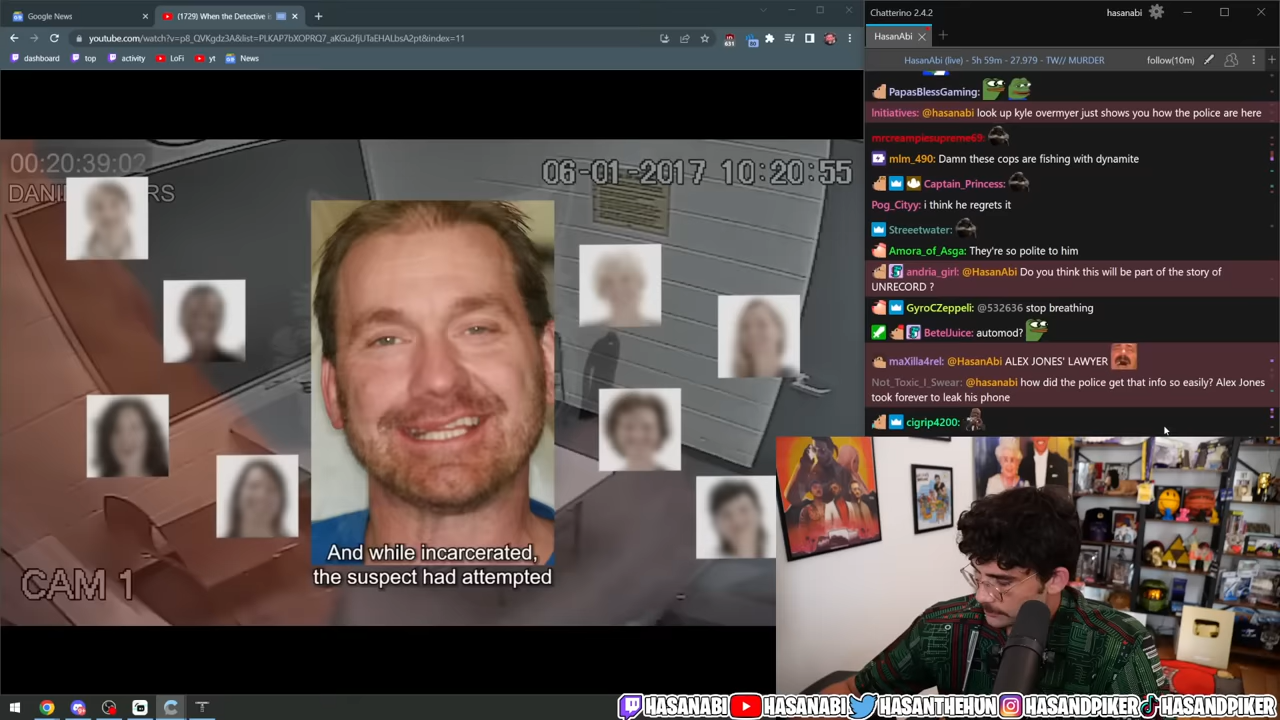 Google News
(1729) When the Detective
youtube.com/watch?v=p8_QVKgdz3A&list=PLKAP7bXOPRQ7_aKGu2fjUTaEHALbsA2pt&index=11
dashboard
top
activity
LoFi
yt
News
00:20:39:02
06-01-2017 10:20:55
CAM 1
And while incarcerated,
the suspect had attempted
Chatterino 2.4.2
hasanabi
HasanAbi
HasanAbi (live) - 5h 59m - 27.979 - TW// MURDER
follow(10m)
PapasBlessGaming:
Initiatives: @hasanabi look up kyle overmyer just shows you how the police are here
mrcreampiesupreme69:
mlm_490: Damn these cops are fishing with dynamite
Captain_Princess:
Pog_Cityy: i think he regrets it
Streeetwater:
Amora_of_Asga: They're so polite to him
andria_girl: @HasanAbi Do you think this will be part of the story of
UNRECORD ?
GyroCZeppeli: @532636 stop breathing
BetelJuice: automod?
maXilla4rel: @HasanAbi ALEX JONES' LAWYER
Not_Toxic_I_Swear: @hasanabi how did the police get that info so easily? Alex Jones
took forever to leak his phone
cigrip4200:
HASANABI HASANABI HASANTHEHUN HASANDPIKER HASANDPIKER